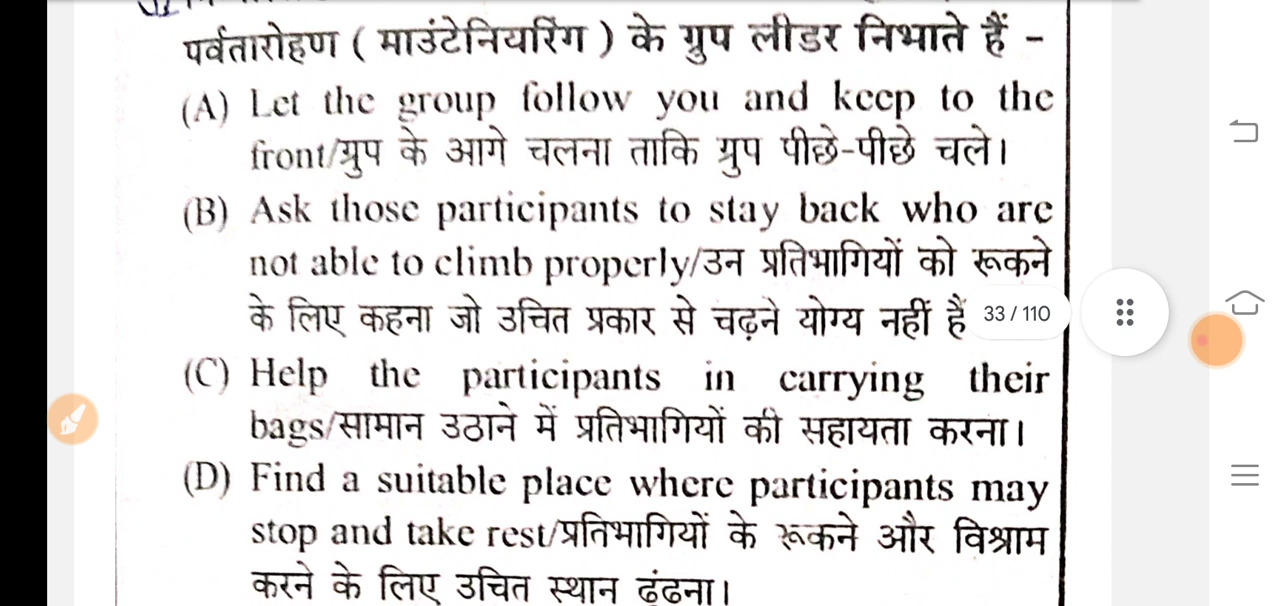 पर्वतारोहण ( माउंटेनियरिंग ) के ग्रुप लीडर निभाते हैं -
(A) Let the group follow you and keep to the
front/ग्रुप के आगे चलना ताकि ग्रुप पीछे-पीछे चले।
(B) Ask those participants to stay back who are
not able to climb properly/उन प्रतिभागियों को रूकने
के लिए कहना जो उचित प्रकार से चढ़ने योग्य नहीं हैं
33 / 110
(C) Help the participants in carrying their
bags/सामान उठाने में प्रतिभागियों की सहायता करना।
(D) Find a suitable place where participants may
stop and take rest/प्रतिभागियों के रूकने और विश्राम
करने के लिए उचित स्थान ढूंढना।